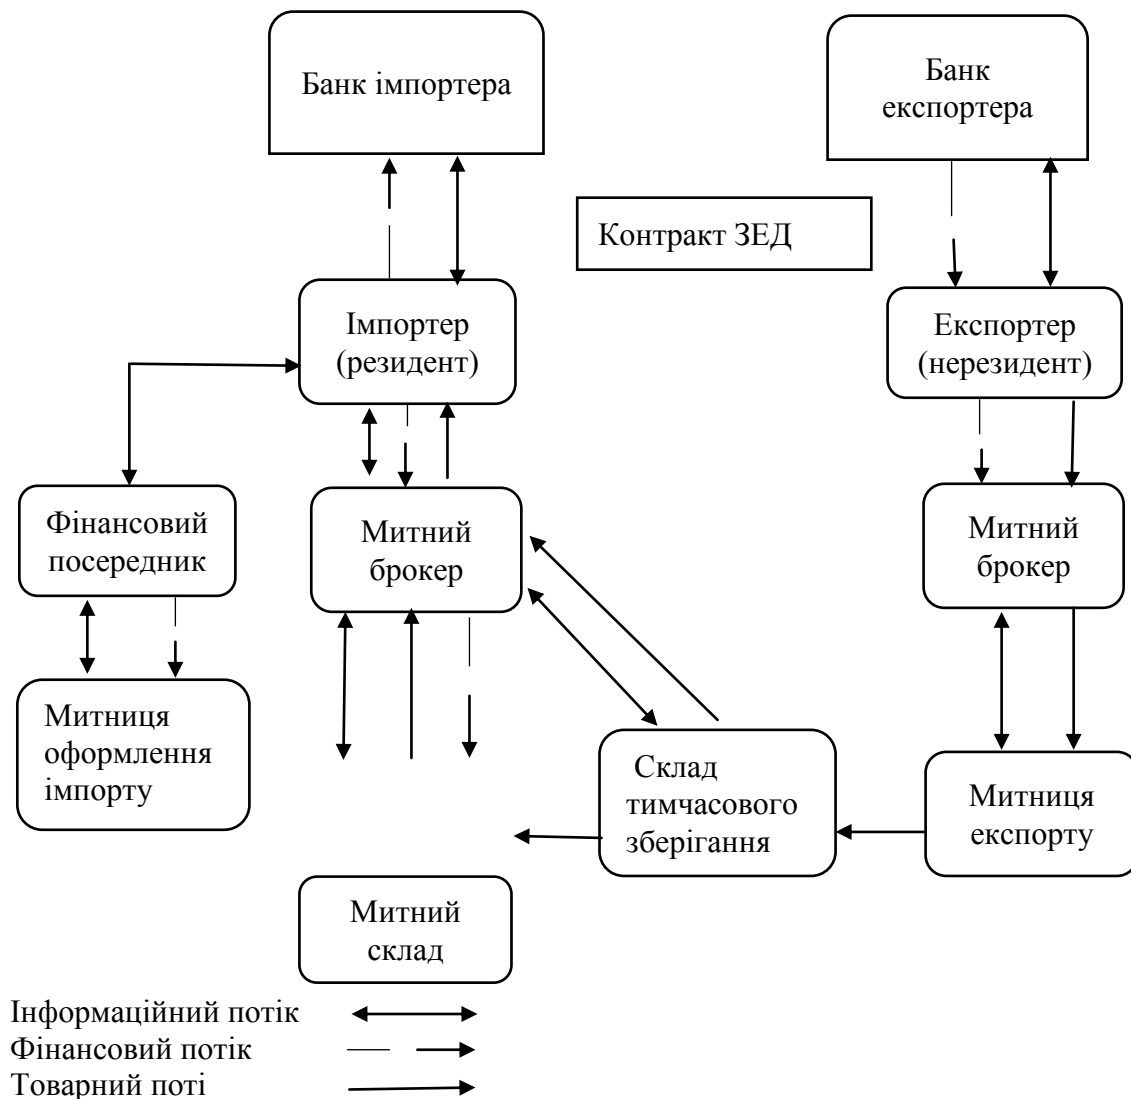 Банк імпортера
Банк
експортера
Контракт ЗЕД
Імпортер
(резидент)
Експортер
(нерезидент)
Фінансовий
посередник
Митний
брокер
Митний
брокер
Митниця
оформлення
імпорту
Склад
тимчасового
зберігання
Митниця
експорту
Митний
склад
Інформаційний потік
Фінансовий потік
Товарний поті